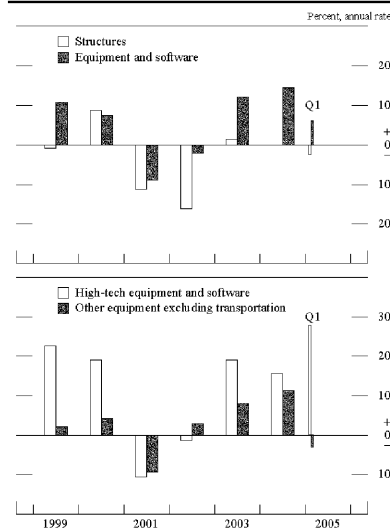 Percent, annual rate
Structures
Equipment and software
20
Q1
10
+
0
−
10
20
High-tech equipment and software
Other equipment excluding transportation
30
Q1
20
10
+
0
−
10
1999 2001 2003 2005